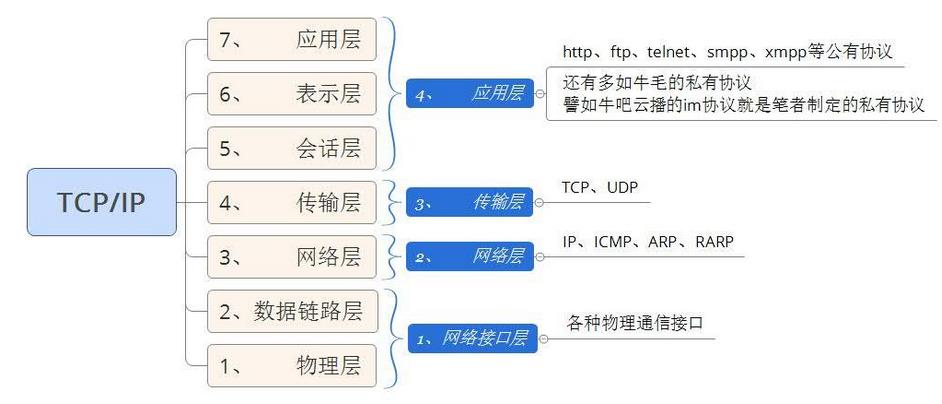 TCP/IP
7、 应用层
6、 表示层
5、 会话层
4、 传输层
3、 网络层
2、数据链路层
1、 物理层
4、 应用层
http、ftp、telnet、smpp、xmpp等公有协议
还有多如牛毛的私有协议
譬如牛吧云播的im协议就是笔者制定的私有协议
3、 传输层
TCP、UDP
2、 网络层
IP、ICMP、ARP、RARP
1、网络接口层
各种物理通信接口